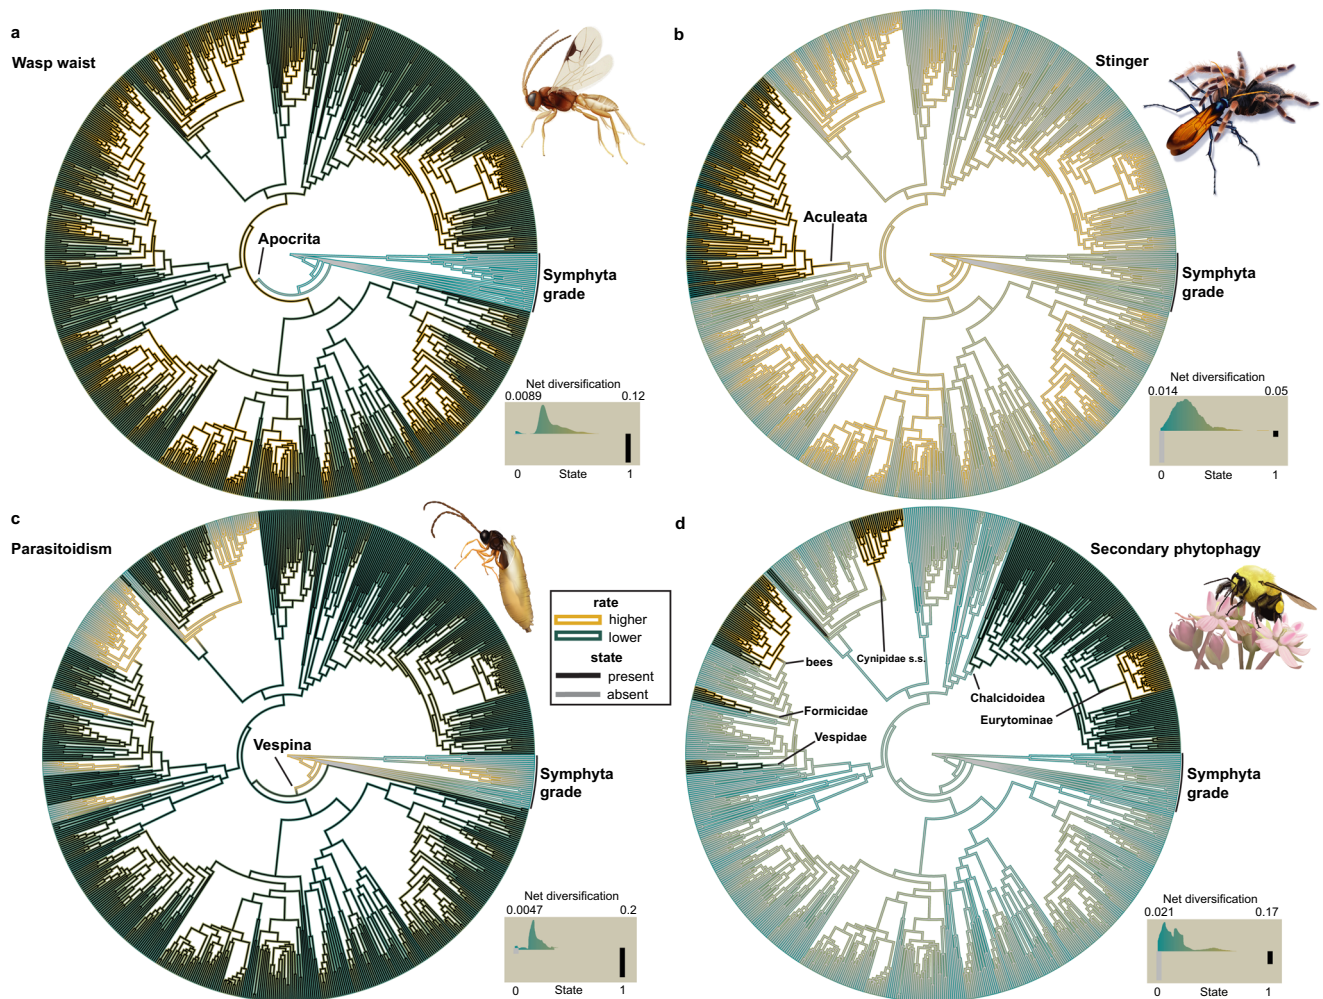 a
Wasp waist
Apocrita
Symphyta
grade
Net diversification
0.0089 0.12
0 State 1
b
Stinger
Aculeata
Symphyta
grade
Net diversification
0.014 0.05
0 State 1
c
Parasitoidism
Vespina
Symphyta
grade
Net diversification
0.0047 0.2
0 State 1
rate
higher
lower
state
present
absent
d
Secondary phytophagy
bees
Cynipidae s.s.
Formicidae
Vespidae
Chalcidoidea
Eurytominae
Symphyta
grade
Net diversification
0.021 0.17
0 State 1